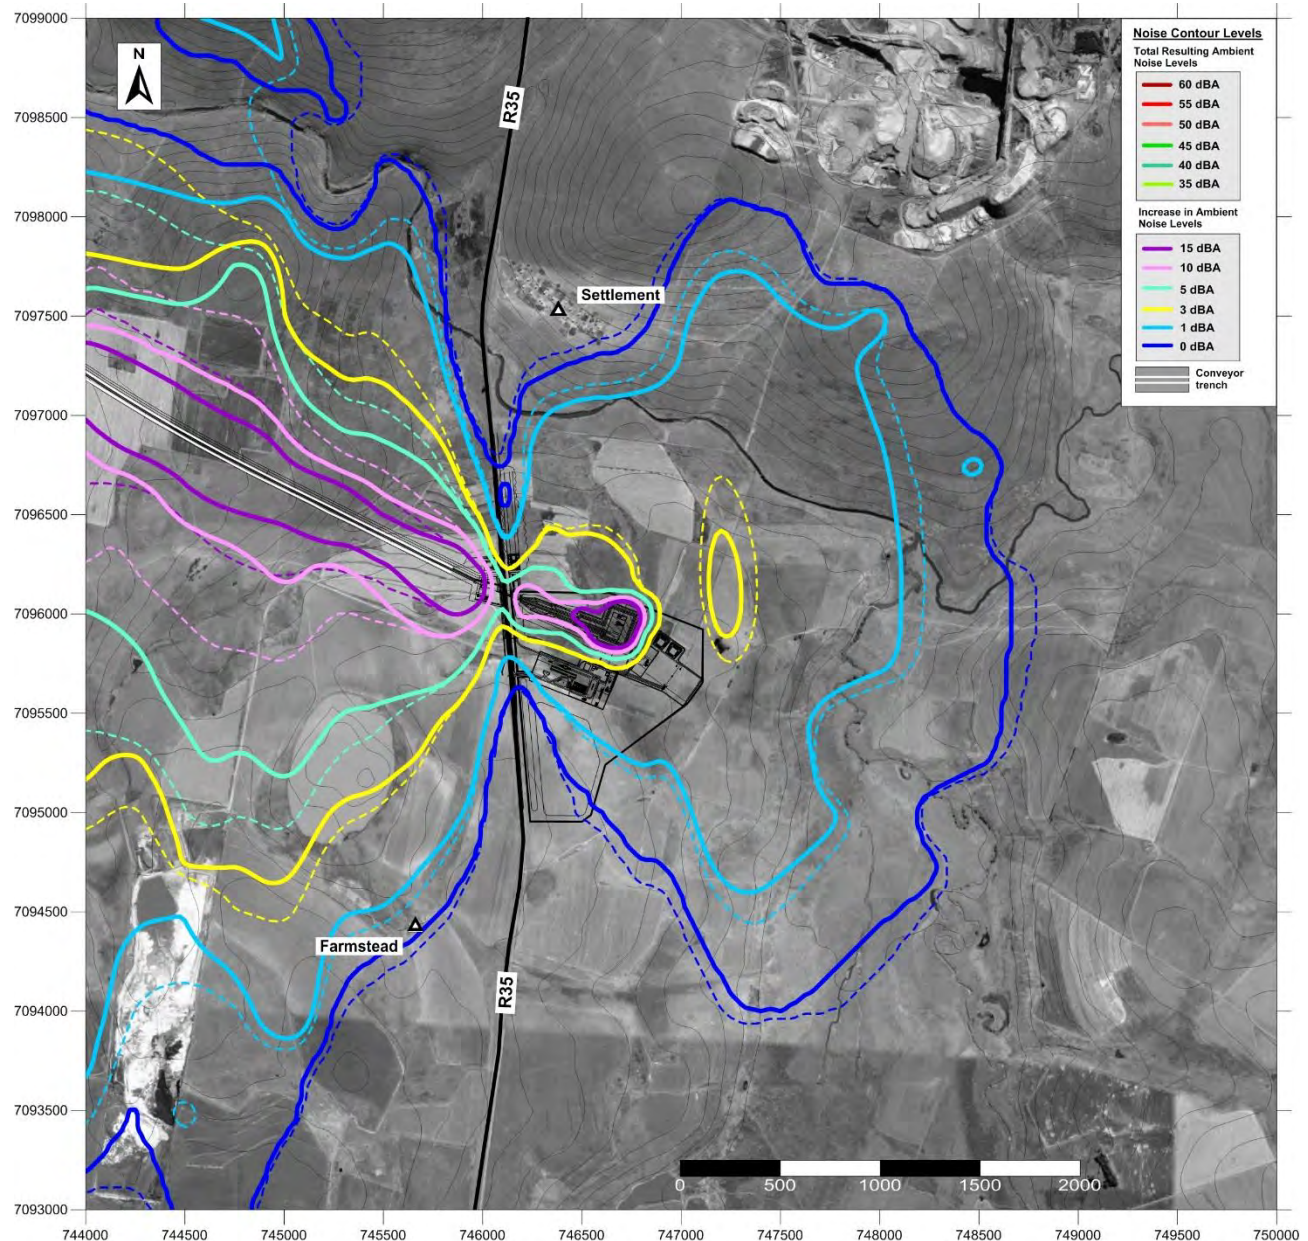 7099000
7098500
7098000
7097500
7097000
7096500
7096000
7095500
7095000
7094500
7094000
7093500
7093000
N
R35
Settlement
Farmstead
R35
Noise Contour Levels
Total Resulting Ambient
Noise Levels
60 dBA
55 dBA
50 dBA
45 dBA
40 dBA
35 dBA
Increase in Ambient
Noise Levels
15 dBA
10 dBA
5 dBA
3 dBA
1 dBA
0 dBA
Conveyor
trench
0 500 1000 1500 2000
744000 744500 745000 745500 746000 746500 747000 747500 748000 748500 749000 749500 750000